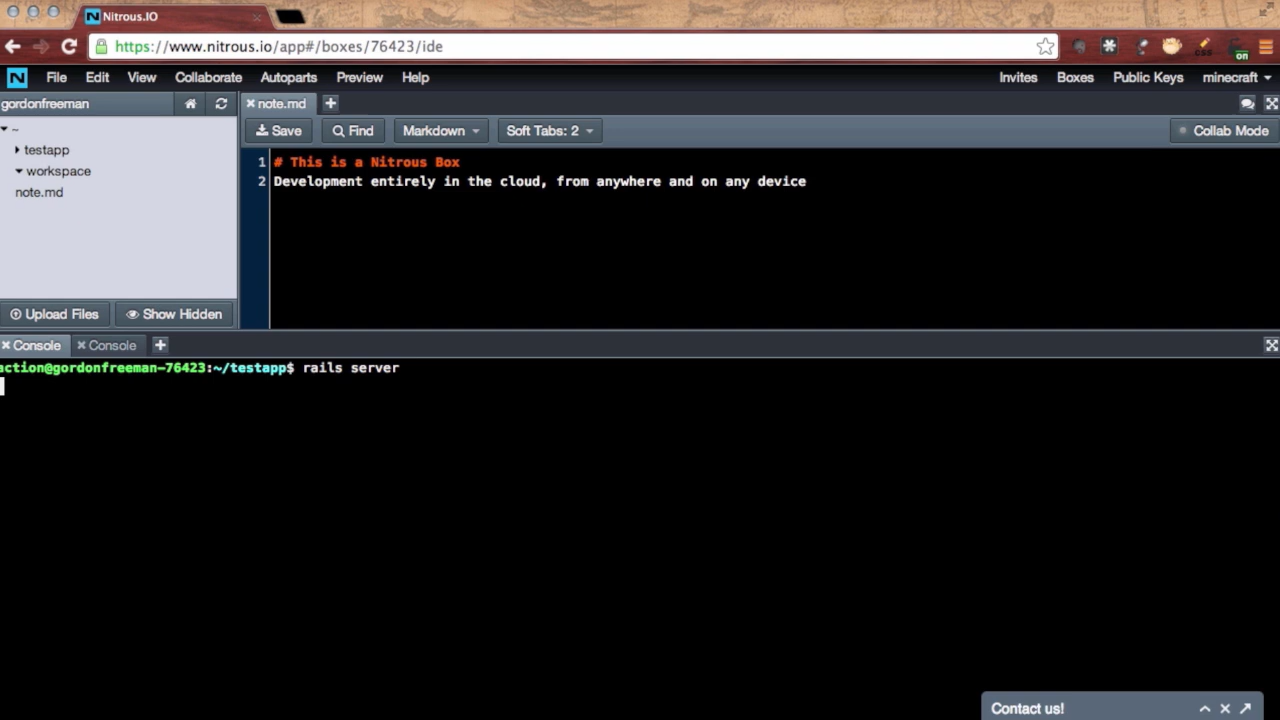 Nitrous.IO
https://www.nitrous.io/app#/boxes/76423/ide
on
File Edit View Collaborate Autoparts Preview Help Invites Boxes Public Keys minecraft
gordonfreeman
note.md
Save Find Markdown Soft Tabs: 2 Collab Mode
~
testapp
workspace
note.md
1 # This is a Nitrous Box
2 Development entirely in the cloud, from anywhere and on any device
Upload Files Show Hidden
Console Console
action@gordonfreeman-76423:~/testapp$ rails server
Contact us!